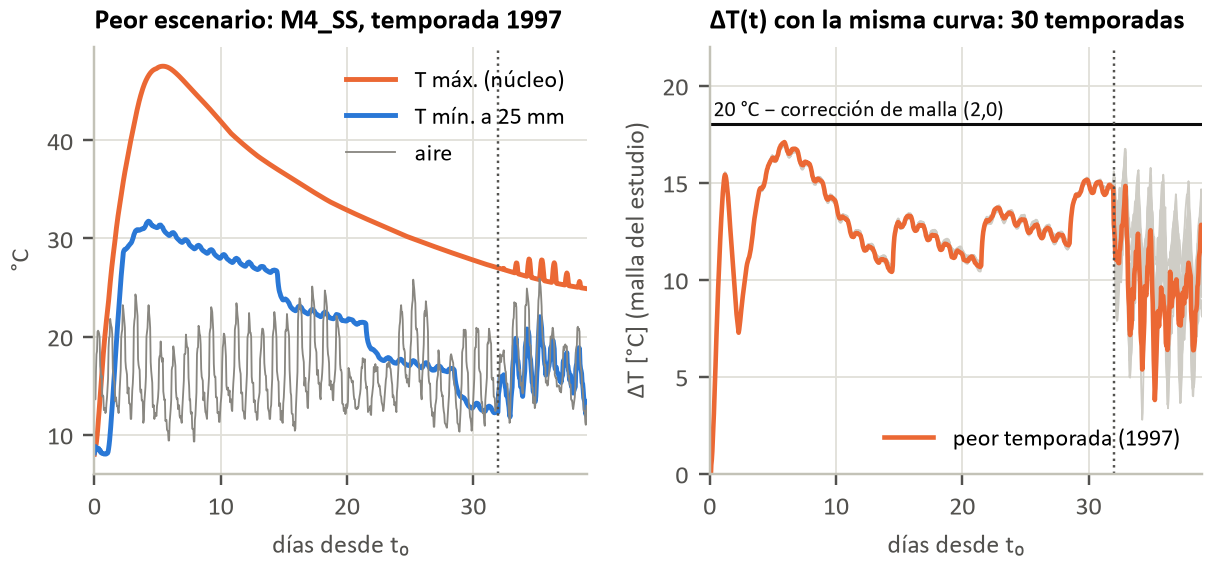 Peor escenario: M4_SS, temporada 1997
T máx. (núcleo)
T mín. a 25 mm
aire
°C
40
30
20
10
0
10
20
30
días desde t₀
ΔT(t) con la misma curva: 30 temporadas
20 °C − corrección de malla (2,0)
peor temporada (1997)
ΔT [°C] (malla del estudio)
20
15
10
5
0
0
10
20
30
días desde t₀